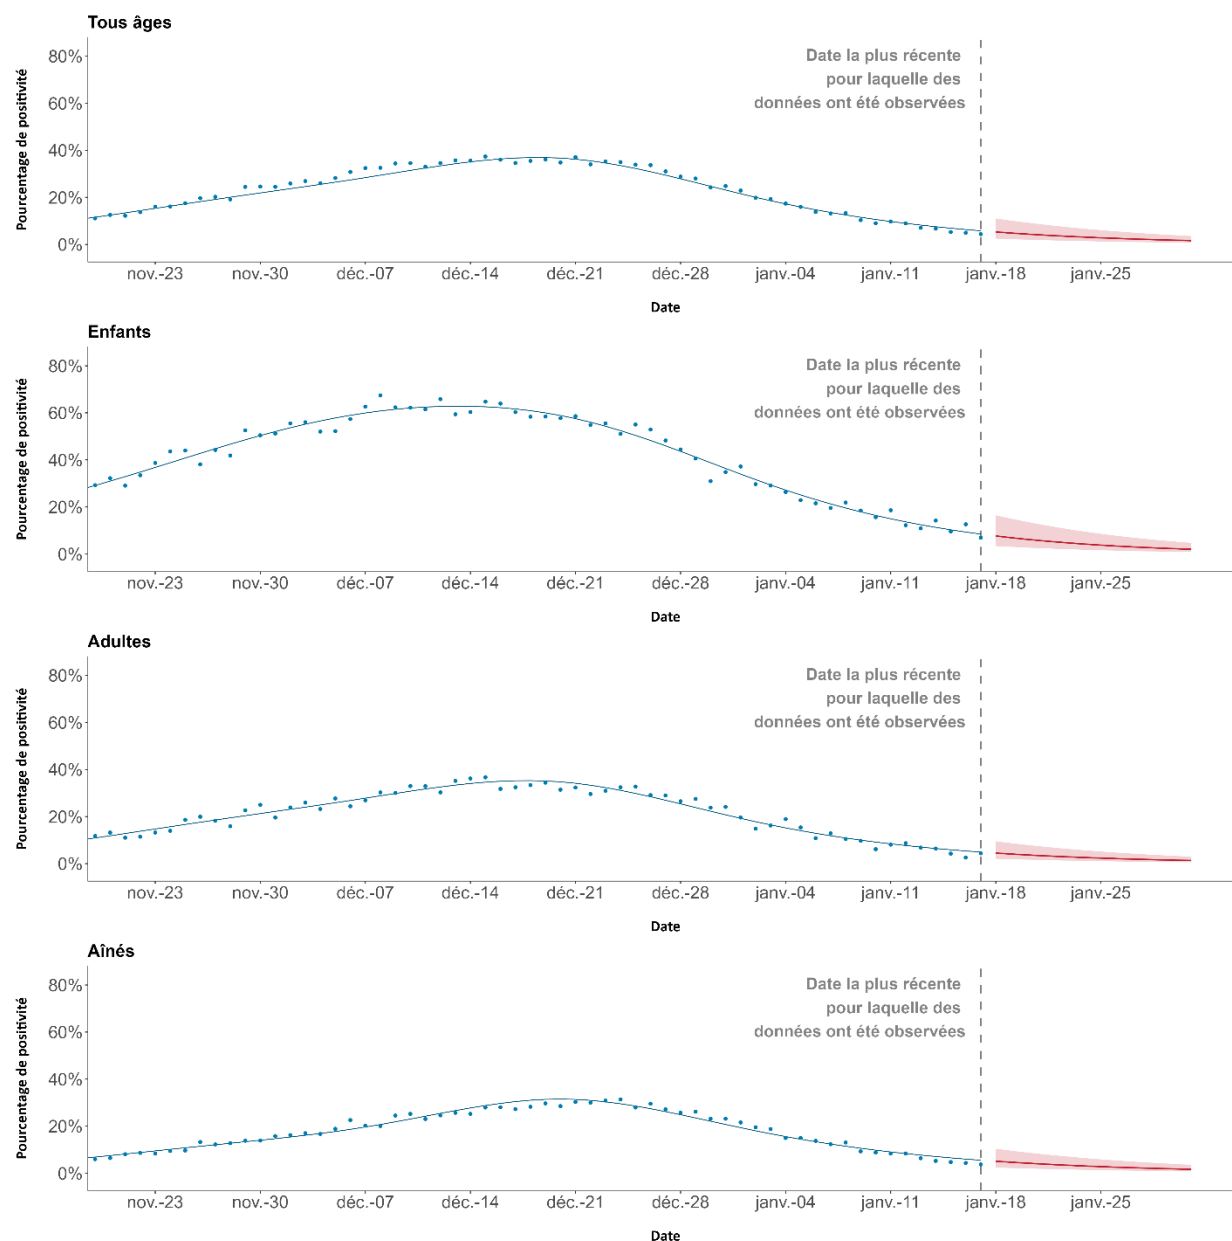 Tous âges
Pourcentage de positivité
80%
60%
40%
20%
0%
Date la plus récente
pour laquelle des
données ont été observées
nov.-23 nov.-30 déc.-07 déc.-14 déc.-21 déc.-28 janv.-04 janv.-11 janv.-18 janv.-25
Date
Enfants
Pourcentage de positivité
80%
60%
40%
20%
0%
Date la plus récente
pour laquelle des
données ont été observées
nov.-23 nov.-30 déc.-07 déc.-14 déc.-21 déc.-28 janv.-04 janv.-11 janv.-18 janv.-25
Date
Adultes
Pourcentage de positivité
80%
60%
40%
20%
0%
Date la plus récente
pour laquelle des
données ont été observées
nov.-23 nov.-30 déc.-07 déc.-14 déc.-21 déc.-28 janv.-04 janv.-11 janv.-18 janv.-25
Date
Aînés
Pourcentage de positivité
80%
60%
40%
20%
0%
Date la plus récente
pour laquelle des
données ont été observées
nov.-23 nov.-30 déc.-07 déc.-14 déc.-21 déc.-28 janv.-04 janv.-11 janv.-18 janv.-25
Date